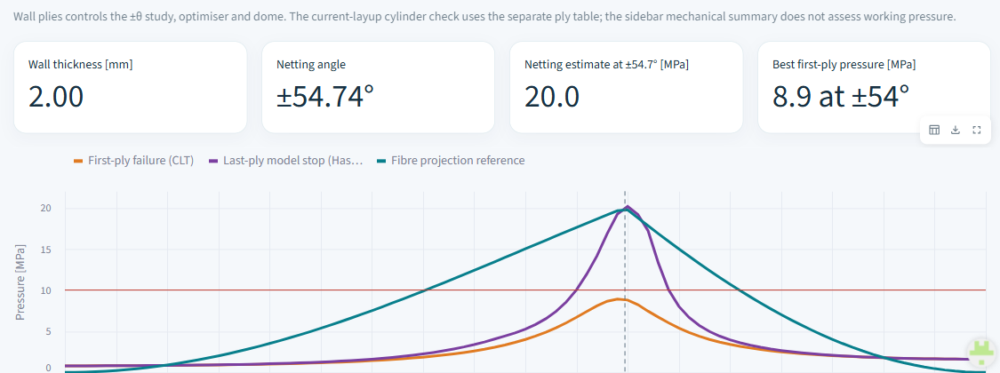 Wall plies controls the ±θ study, optimiser and dome. The current-layup cylinder check uses the separate ply table; the sidebar mechanical summary does not assess working pressure.
Wall thickness [mm]
2.00
Netting angle
±54.74°
Netting estimate at ±54.7° [MPa]
20.0
Best first-ply pressure [MPa]
8.9 at ±54°
First-ply failure (CLT)
Last-ply model stop (Has…
Fibre projection reference
Pressure [MPa]
20
15
10
5
0